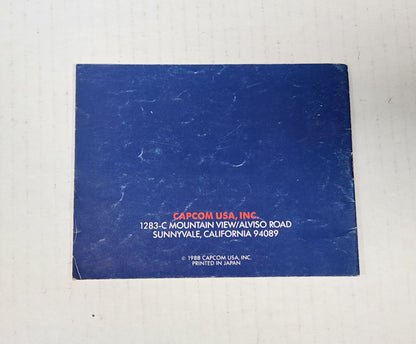 CAPCOM USA, INC.
1283-C MOUNTAIN VIEW/ALVISO ROAD
SUNNYVALE, CALIFORNIA 94089
© 1988 CAPCOM USA, INC.
PRINTED IN JAPAN